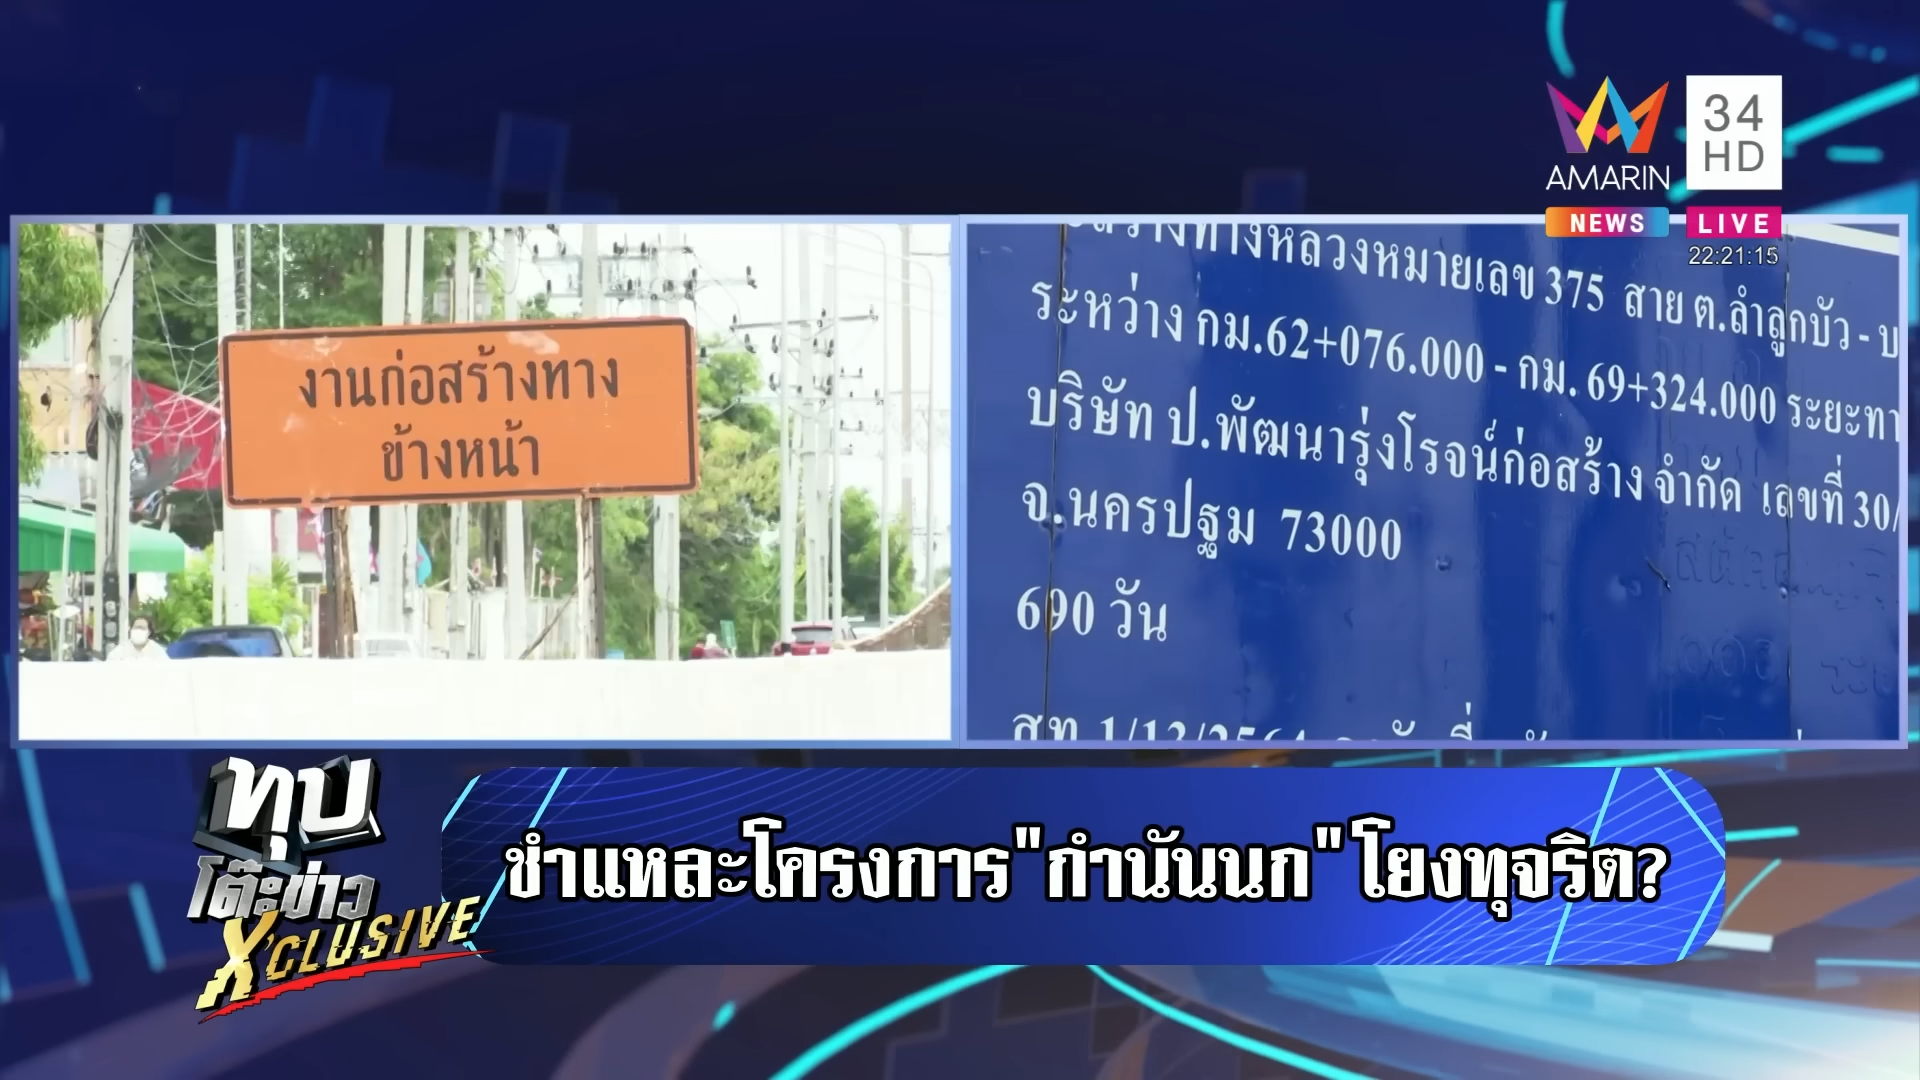 AMARIN
34
HD
NEWS
LIVE
22:21:15
งานก่อสร้างทาง
ข้างหน้า
ทางหลวงหมายเลข 375 สาย ต.ลำลูกบัว - บ
ระหว่าง กม.62+076.000 - กม. 69+324.000 ระยะทา
บริษัท ป.พัฒนารุ่งโรจน์ก่อสร้าง จำกัด เลขที่ 30/
จ.นครปฐม 73000
690 วัน
สท 1/13/2564
ทุบ
โต๊ะข่าว
X'CLUSIVE
ชำแหละโครงการ"กำนันนก"โยงทุจริต?